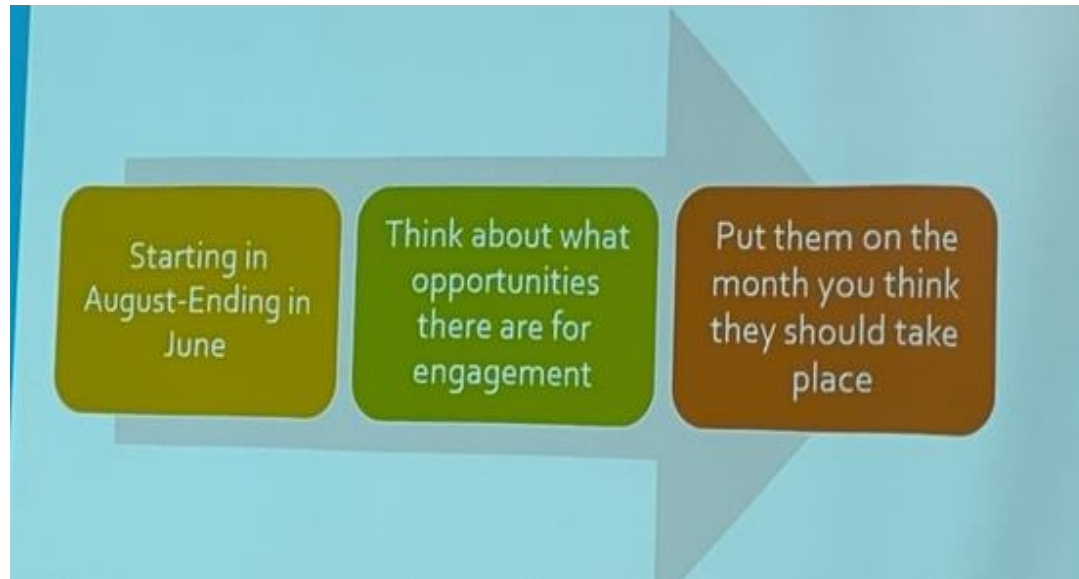 Starting in
August-Ending in
June
Think about what
opportunities
there are for
engagement
Put them on the
month you think
they should take
place